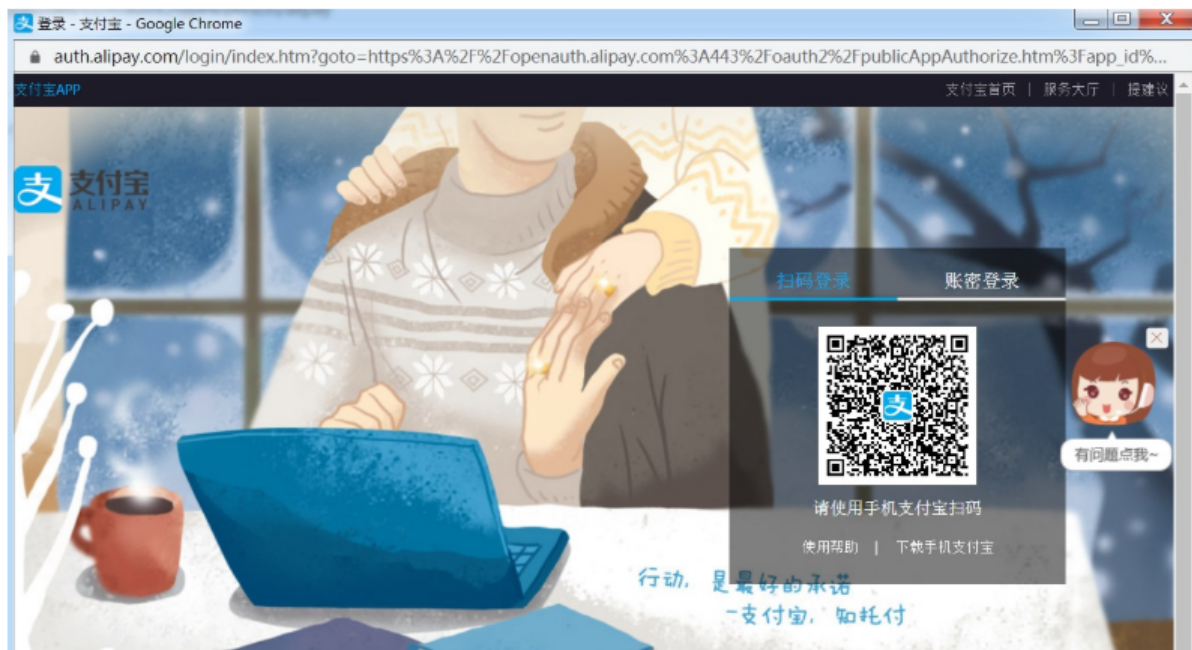 登录 - 支付宝 - Google Chrome
auth.alipay.com/login/index.htm?goto=https%3A%2F%2Fopenauth.alipay.com%3A443%2Foauth2%2FpublicAppAuthorize.htm%3Fapp_id%...
支付宝APP
支付宝首页 | 服务大厅 | 提建议
支 支付宝
ALIPAY
扫码登录 账密登录
支
有问题点我~
请使用手机支付宝扫码
使用帮助 | 下载手机支付宝
行动，是最好的承诺
-支付宝，知托付